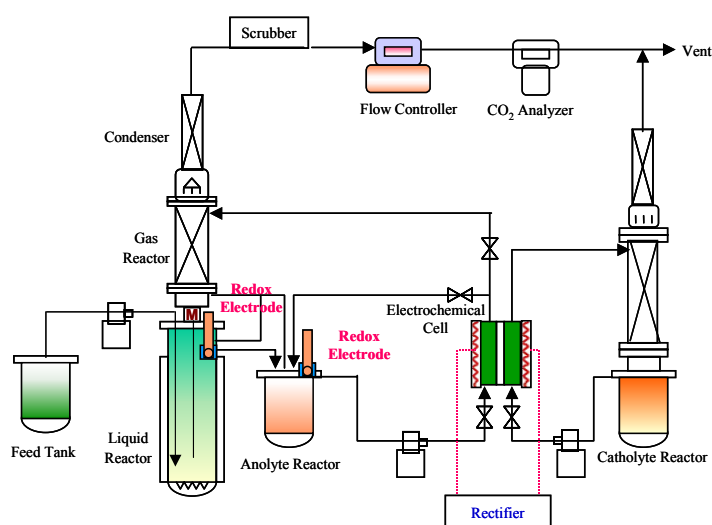 Scrubber
Vent
Flow Controller
CO₂ Analyzer
Condenser
Gas
Reactor
Redox
Electrode
M
Electrochemical
Cell
Redox
Electrode
Feed Tank
Liquid
Reactor
Anolyte Reactor
Catholyte Reactor
Rectifier